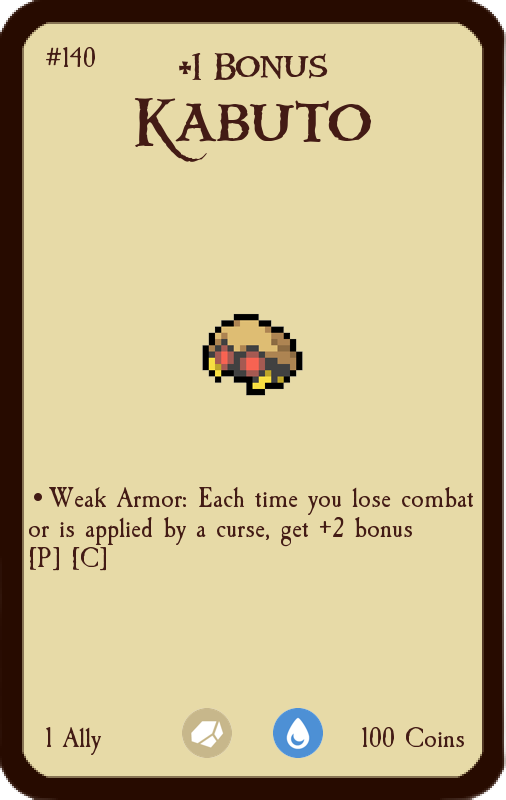 #140
+1 Bonus
Kabuto
• Weak Armor: Each time you lose combat
or is applied by a curse, get +2 bonus
[P] [C]
1 Ally
100 Coins